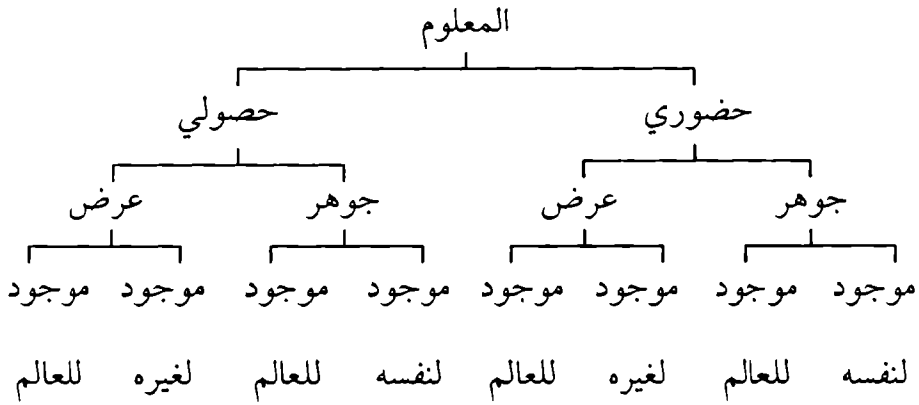 المعلوم
حضوري حصولي
جوهر عرض جوهر عرض
موجود موجود موجود موجود موجود موجود موجود موجود
لنفسه للعالم لغيره للعالم لنفسه للعالم لغيره للعالم